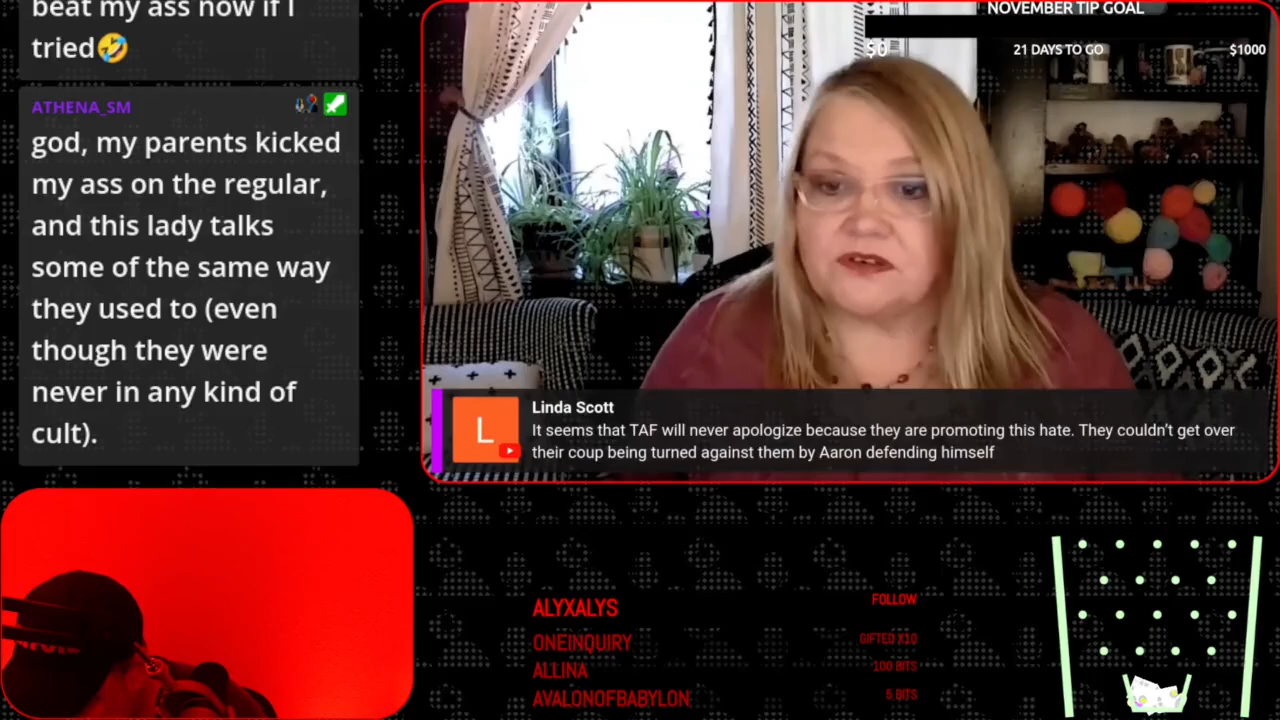 beat my ass now if I
tried🤣
ATHENA_SM
god, my parents kicked
my ass on the regular,
and this lady talks
some of the same way
they used to (even
though they were
never in any kind of
cult).
NOVEMBER TIP GOAL
$0 21 DAYS TO GO $1000
L
Linda Scott
It seems that TAF will never apologize because they are promoting this hate. They couldn't get over
their coup being turned against them by Aaron defending himself
ALYXALYS FOLLOW
ONEINQUIRY GIFTED X10
ALLINA 100 BITS
AVALONOFBABYLON 5 BITS